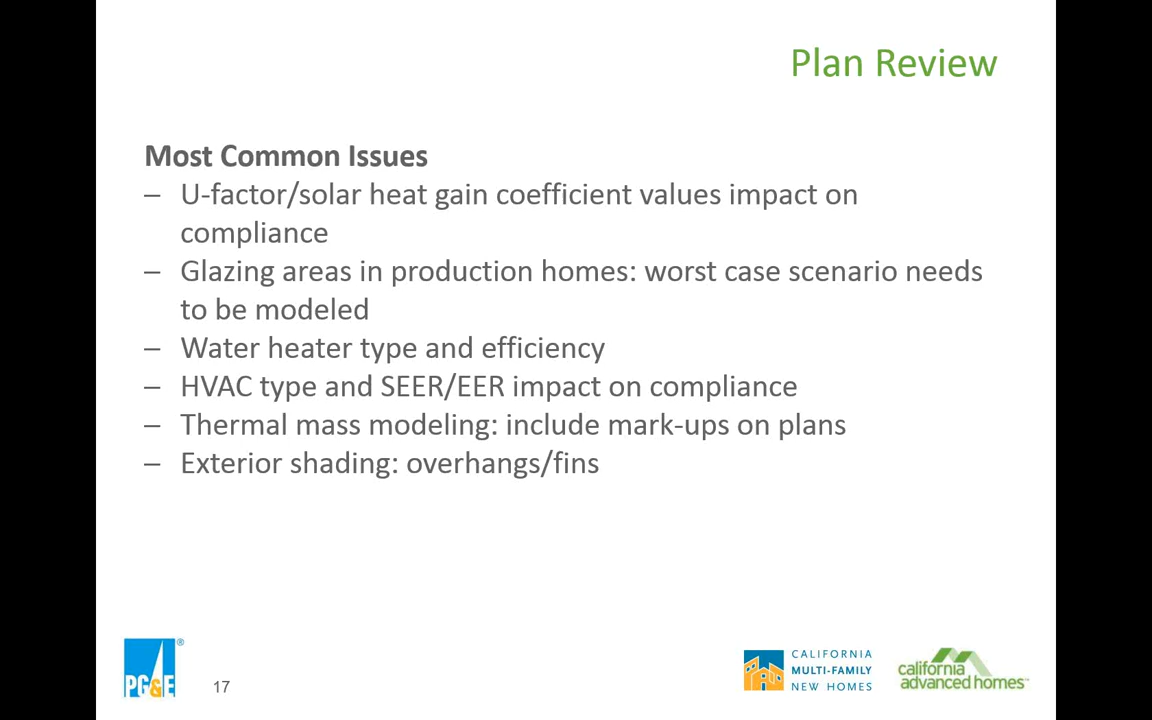 Plan Review
Most Common Issues
– U-factor/solar heat gain coefficient values impact on
compliance
– Glazing areas in production homes: worst case scenario needs
to be modeled
– Water heater type and efficiency
– HVAC type and SEER/EER impact on compliance
– Thermal mass modeling: include mark-ups on plans
– Exterior shading: overhangs/fins
PG&E®
17
CALIFORNIA
MULTI-FAMILY
NEW HOMES
california
advanced homes™